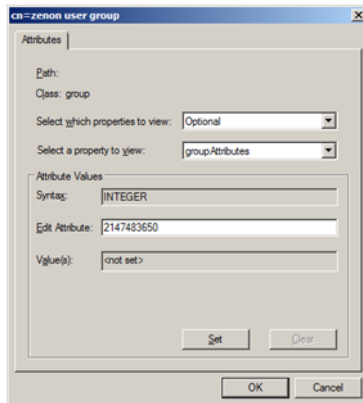 cn=zenon user group
Attributes
Path:
Class: group
Select which properties to view: Optional
Select a property to view: groupAttributes
Attribute Values
Syntax: INTEGER
Edit Attribute: 2147483650
Value(s): <not set>
Set Clear
OK Cancel